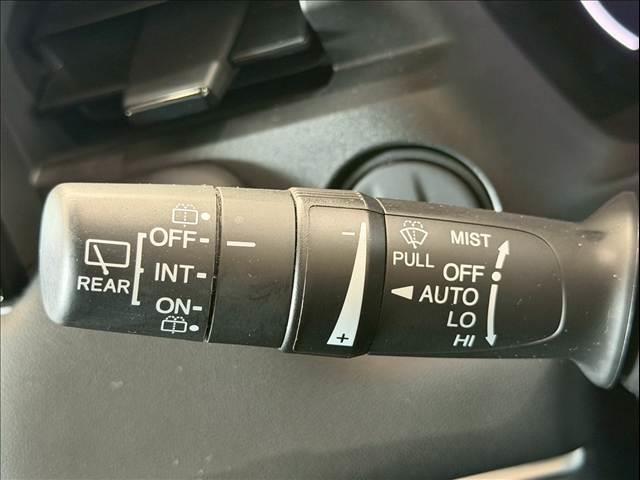 REAR
OFF
INT
ON
−
+
PULL
MIST
OFF
AUTO
LO
HI